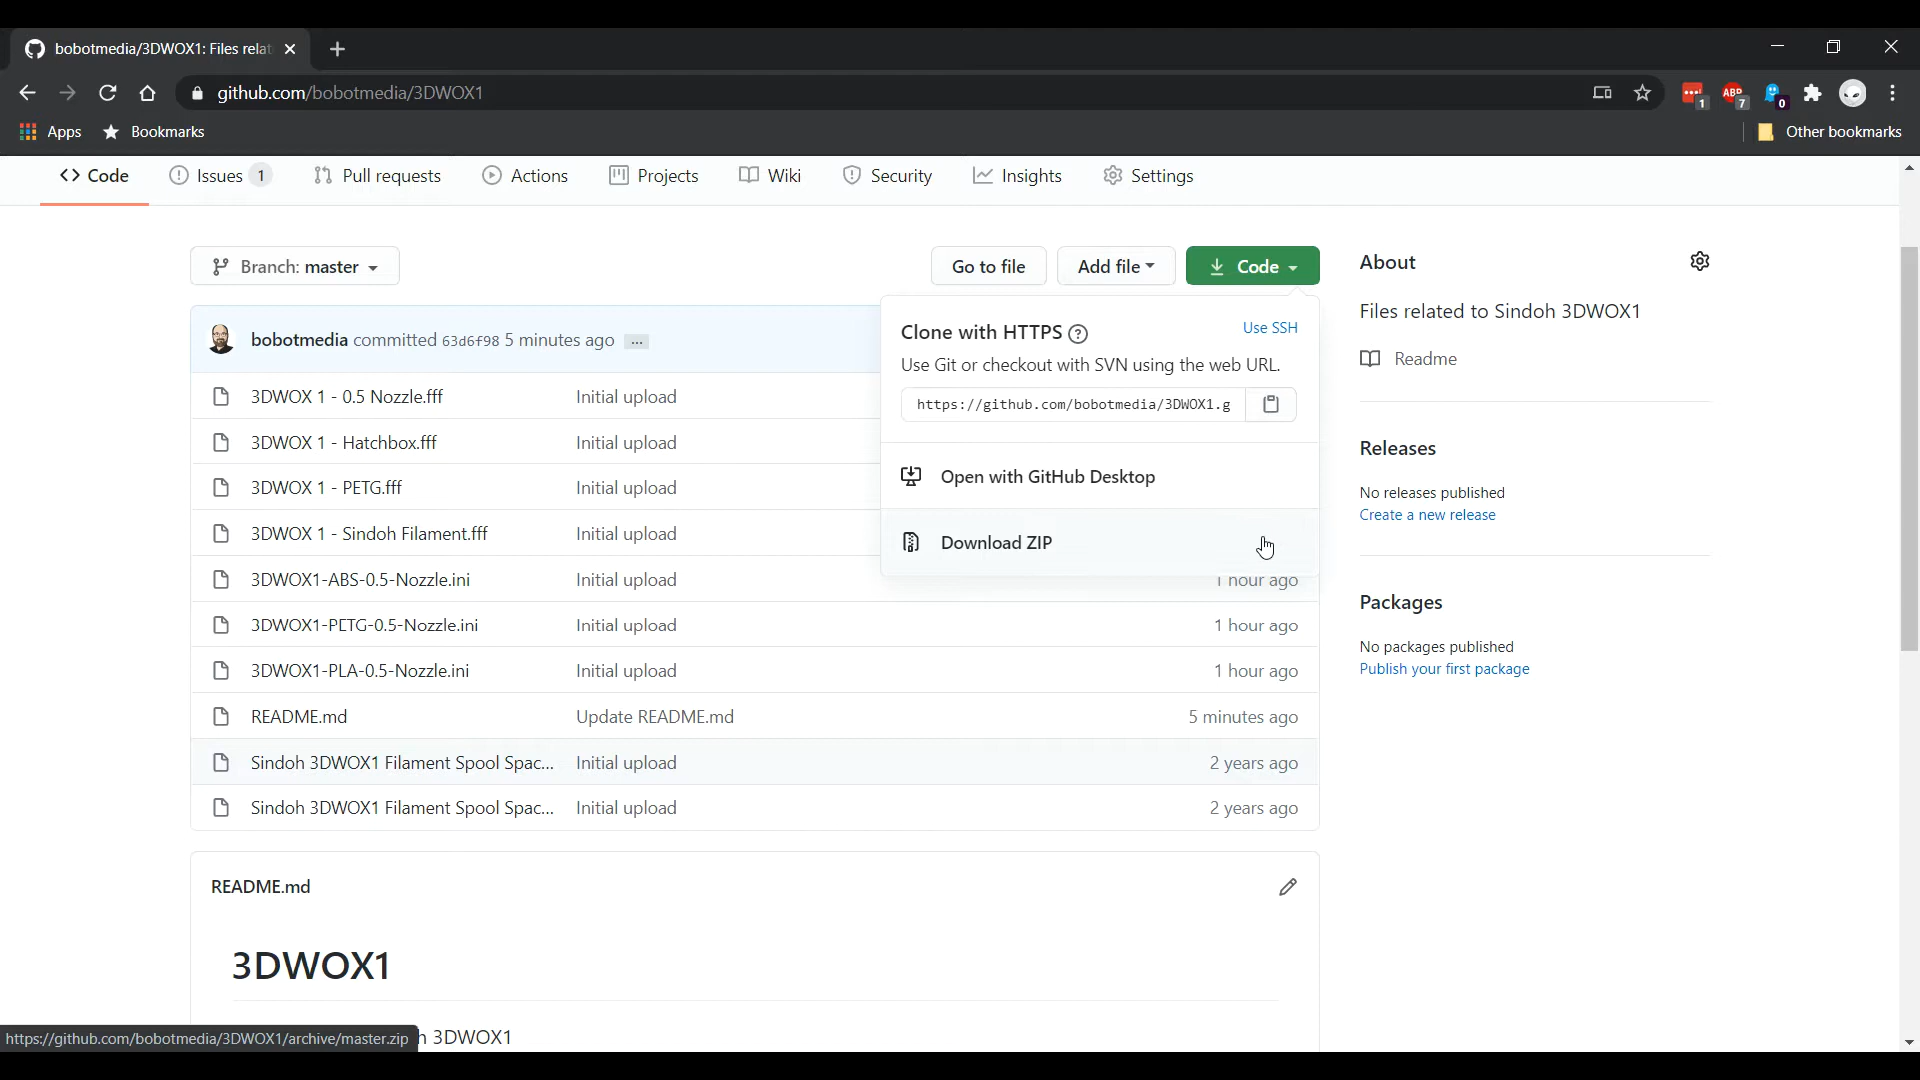 bobotmedia/3DWOX1: Files relat
github.com/bobotmedia/3DWOX1
1
ABP
7
0
Apps
Bookmarks
Other bookmarks
Code
Issues 1
Pull requests
Actions
Projects
Wiki
Security
Insights
Settings
Branch: master
Go to file
Add file
Code
bobotmedia committed 63d6f98 5 minutes ago ...
3DWOX 1 - 0.5 Nozzle.fff Initial upload
3DWOX 1 - Hatchbox.fff Initial upload
3DWOX 1 - PETG.fff Initial upload
3DWOX 1 - Sindoh Filament.fff Initial upload
3DWOX1-ABS-0.5-Nozzle.ini Initial upload 1 hour ago
3DWOX1-PETG-0.5-Nozzle.ini Initial upload 1 hour ago
3DWOX1-PLA-0.5-Nozzle.ini Initial upload 1 hour ago
README.md Update README.md 5 minutes ago
Sindoh 3DWOX1 Filament Spool Spac... Initial upload 2 years ago
Sindoh 3DWOX1 Filament Spool Spac... Initial upload 2 years ago
Clone with HTTPS ?
Use SSH
Use Git or checkout with SVN using the web URL.
https://github.com/bobotmedia/3DWOX1.g
Open with GitHub Desktop
Download ZIP
About
Files related to Sindoh 3DWOX1
Readme
Releases
No releases published
Create a new release
Packages
No packages published
Publish your first package
README.md
3DWOX1
h 3DWOX1
https://github.com/bobotmedia/3DWOX1/archive/master.zip